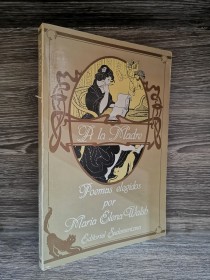 A la Madre
Poemas elegidos
por
María Elena Walsh
Editorial Sudamericana